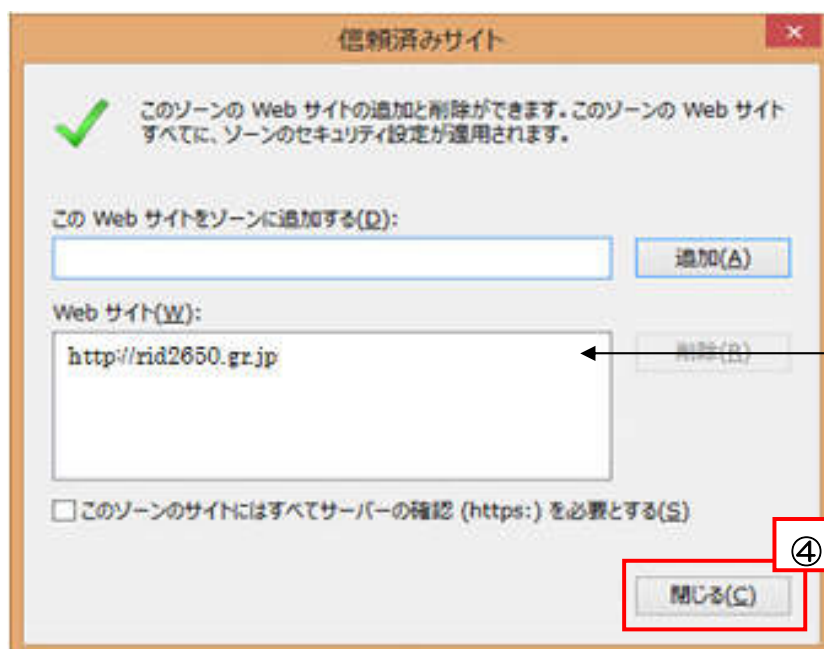 信頼済みサイト
このゾーンの Web サイトの追加と削除ができます。このゾーンの Web サイト
すべてに、ゾーンのセキュリティ設定が適用されます。
この Web サイトをゾーンに追加する(D):
追加(A)
Web サイト(W):
http://rid2650.gr.jp
削除(R)
このゾーンのサイトにはすべてサーバーの確認 (https:) を必要とする(S)
④
閉じる(C)